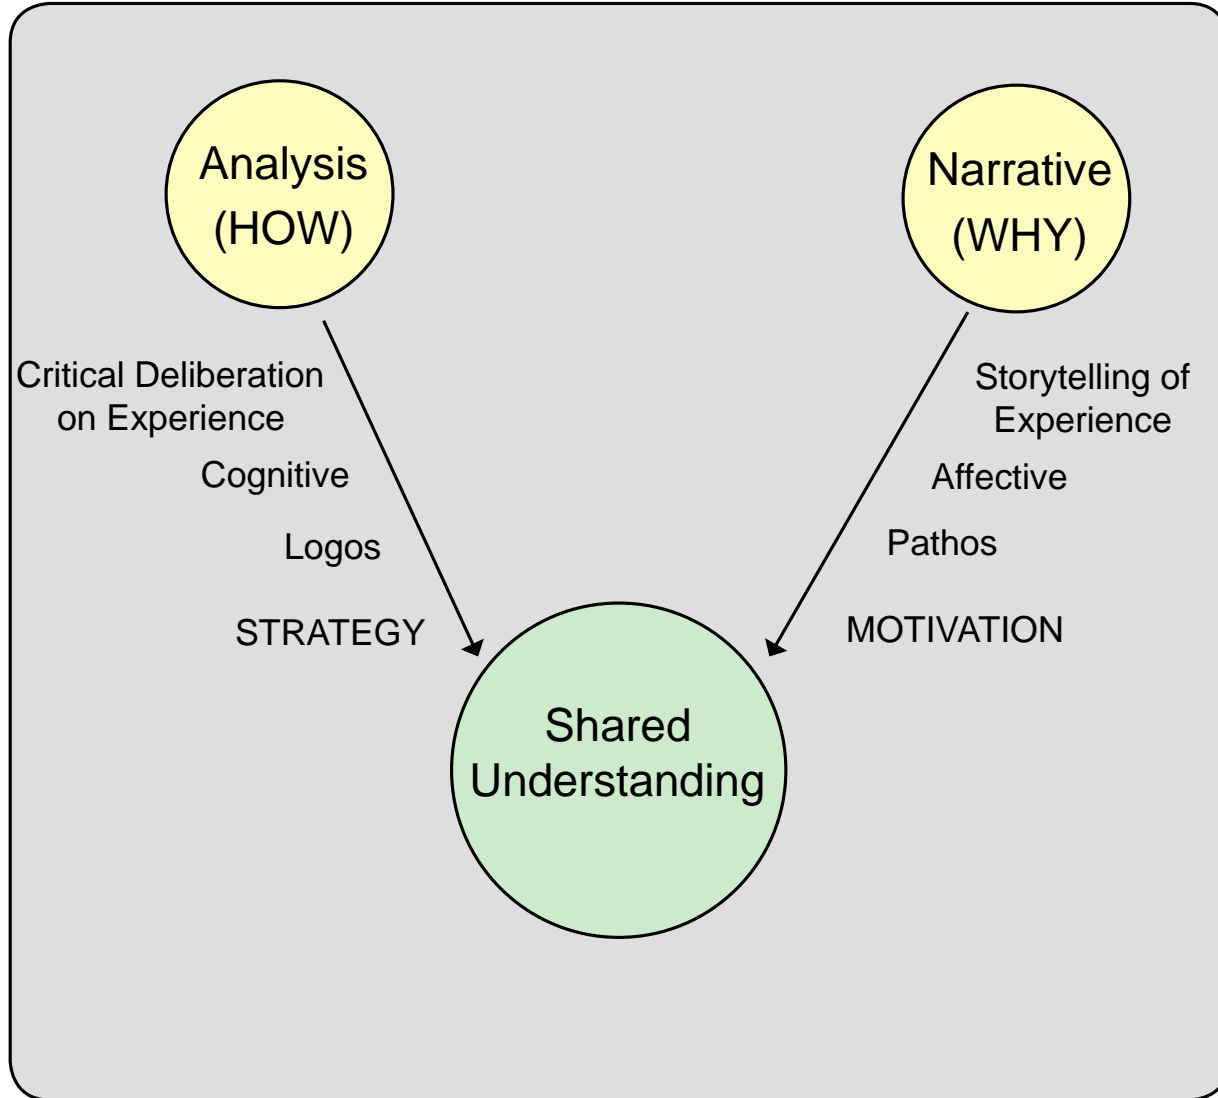 Analysis
(HOW)
Narrative
(WHY)
Critical Deliberation
on Experience
Cognitive
Logos
STRATEGY
Storytelling of
Experience
Affective
Pathos
MOTIVATION
Shared
Understanding